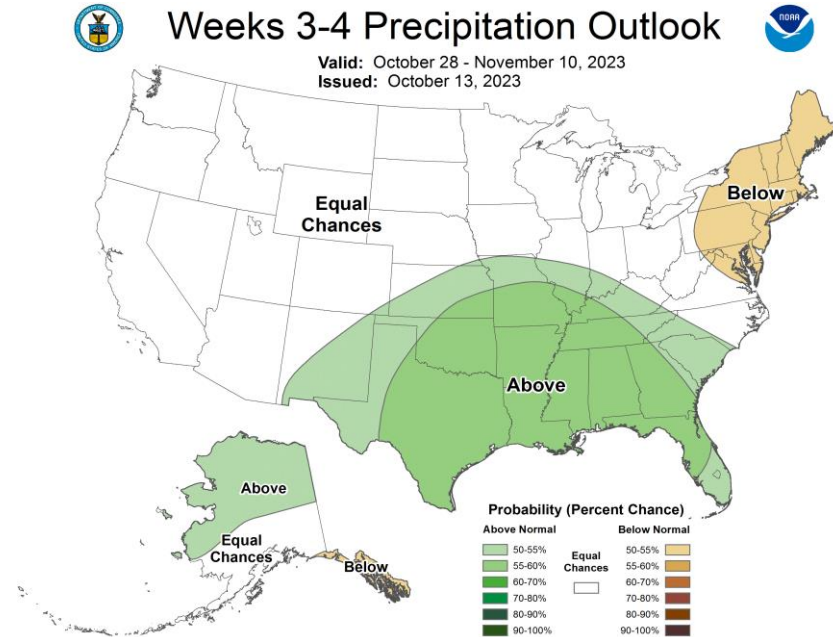 Weeks 3-4 Precipitation Outlook
NOAA
Valid: October 28 - November 10, 2023
Issued: October 13, 2023
Equal
Chances
Below
Above
Above
Equal
Chances
Below
Probability (Percent Chance)
Above Normal
Below Normal
Equal
Chances
50-55%
55-60%
60-70%
70-80%
80-90%
90-100%
50-55%
55-60%
60-70%
70-80%
80-90%
90-100%